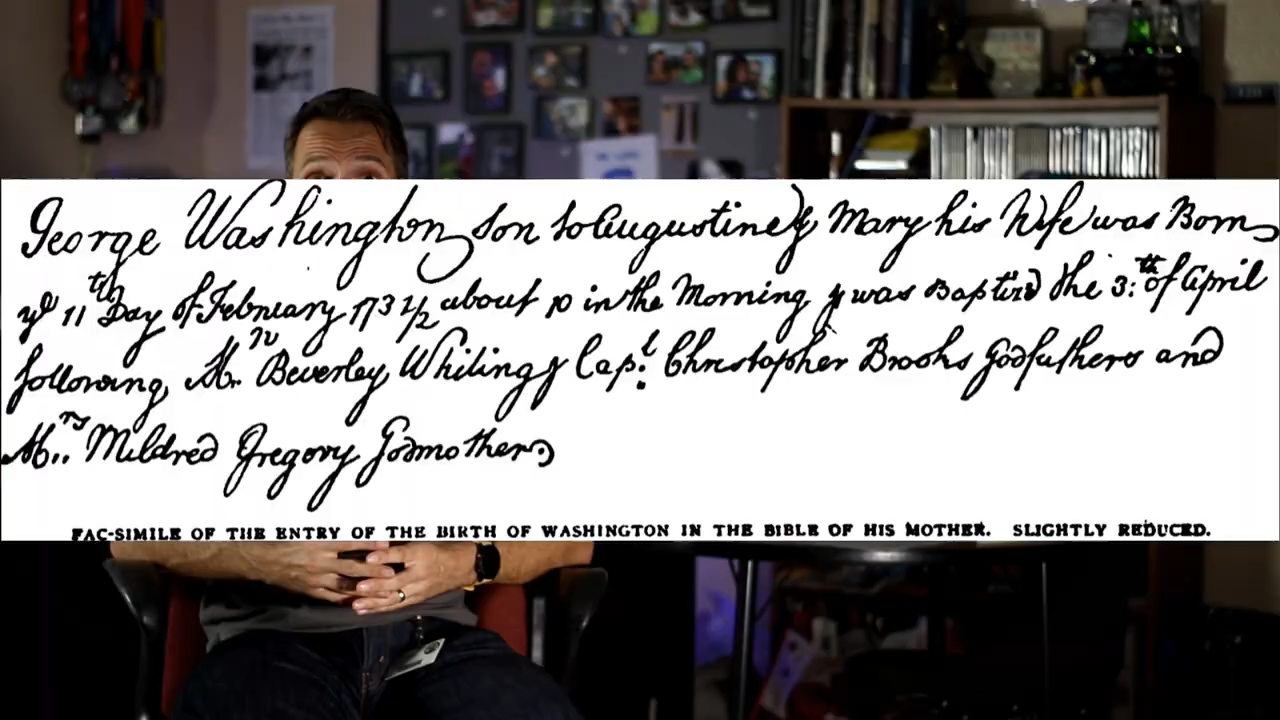 George Washington Son to Augustine & Mary his Wife was Born
ye 11th Day of February 1731/2 about 10 in the Morning & was Baptizd the 3th of April
following, Mr. Beverley Whiting & Capt. Christopher Brooks Godfathers and
Mrs. Mildred Gregory Godmother
FAC-SIMILE OF THE ENTRY OF THE BIRTH OF WASHINGTON IN THE BIBLE OF HIS MOTHER. SLIGHTLY REDUCED.